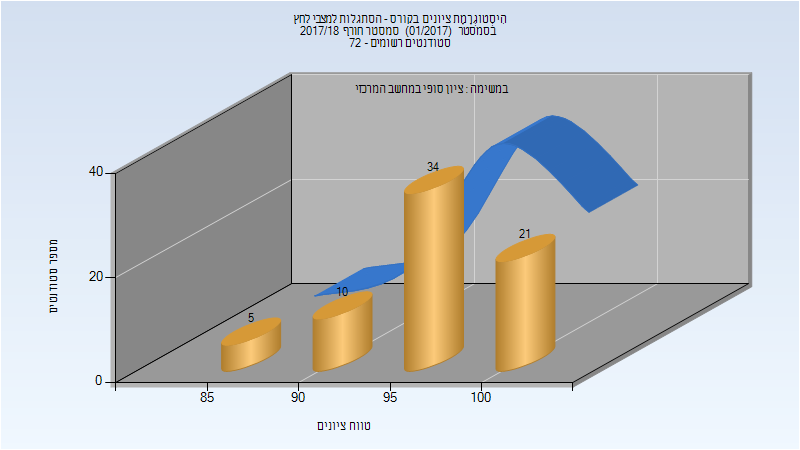 היסטוגרמת ציונים בקורס - הסתגלות למצבי לחץ
בסמסטר (01/2017) סמסטר חורף 2017/18
סטודנטים רשומים - 72
במשימה : ציון סופי במחשב המרכזי
מספר סטודנטים
40
20
0
5
10
34
21
85
90
95
100
טווח ציונים